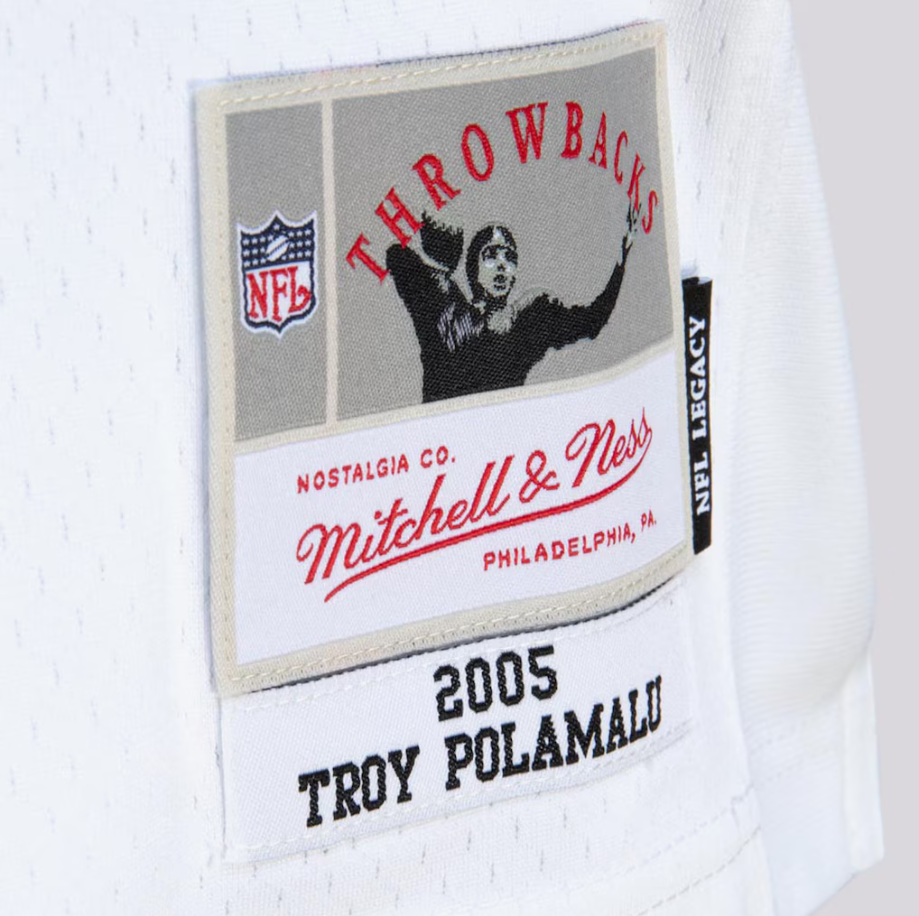 THROWBACKS
NFL
NOSTALGIA CO.
Mitchell & Ness
PHILADELPHIA, PA.
NFL LEGACY
2005
TROY POLAMALU